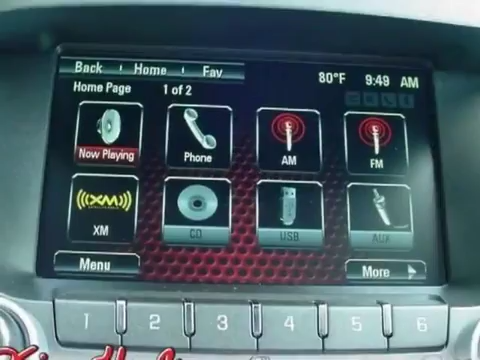 Back Home Fav
80°F 9:49 AM
Home Page 1 of 2
Now Playing Phone AM FM
((XM))
XM CD USB AUX
Menu More
1 2 3 4 5 6